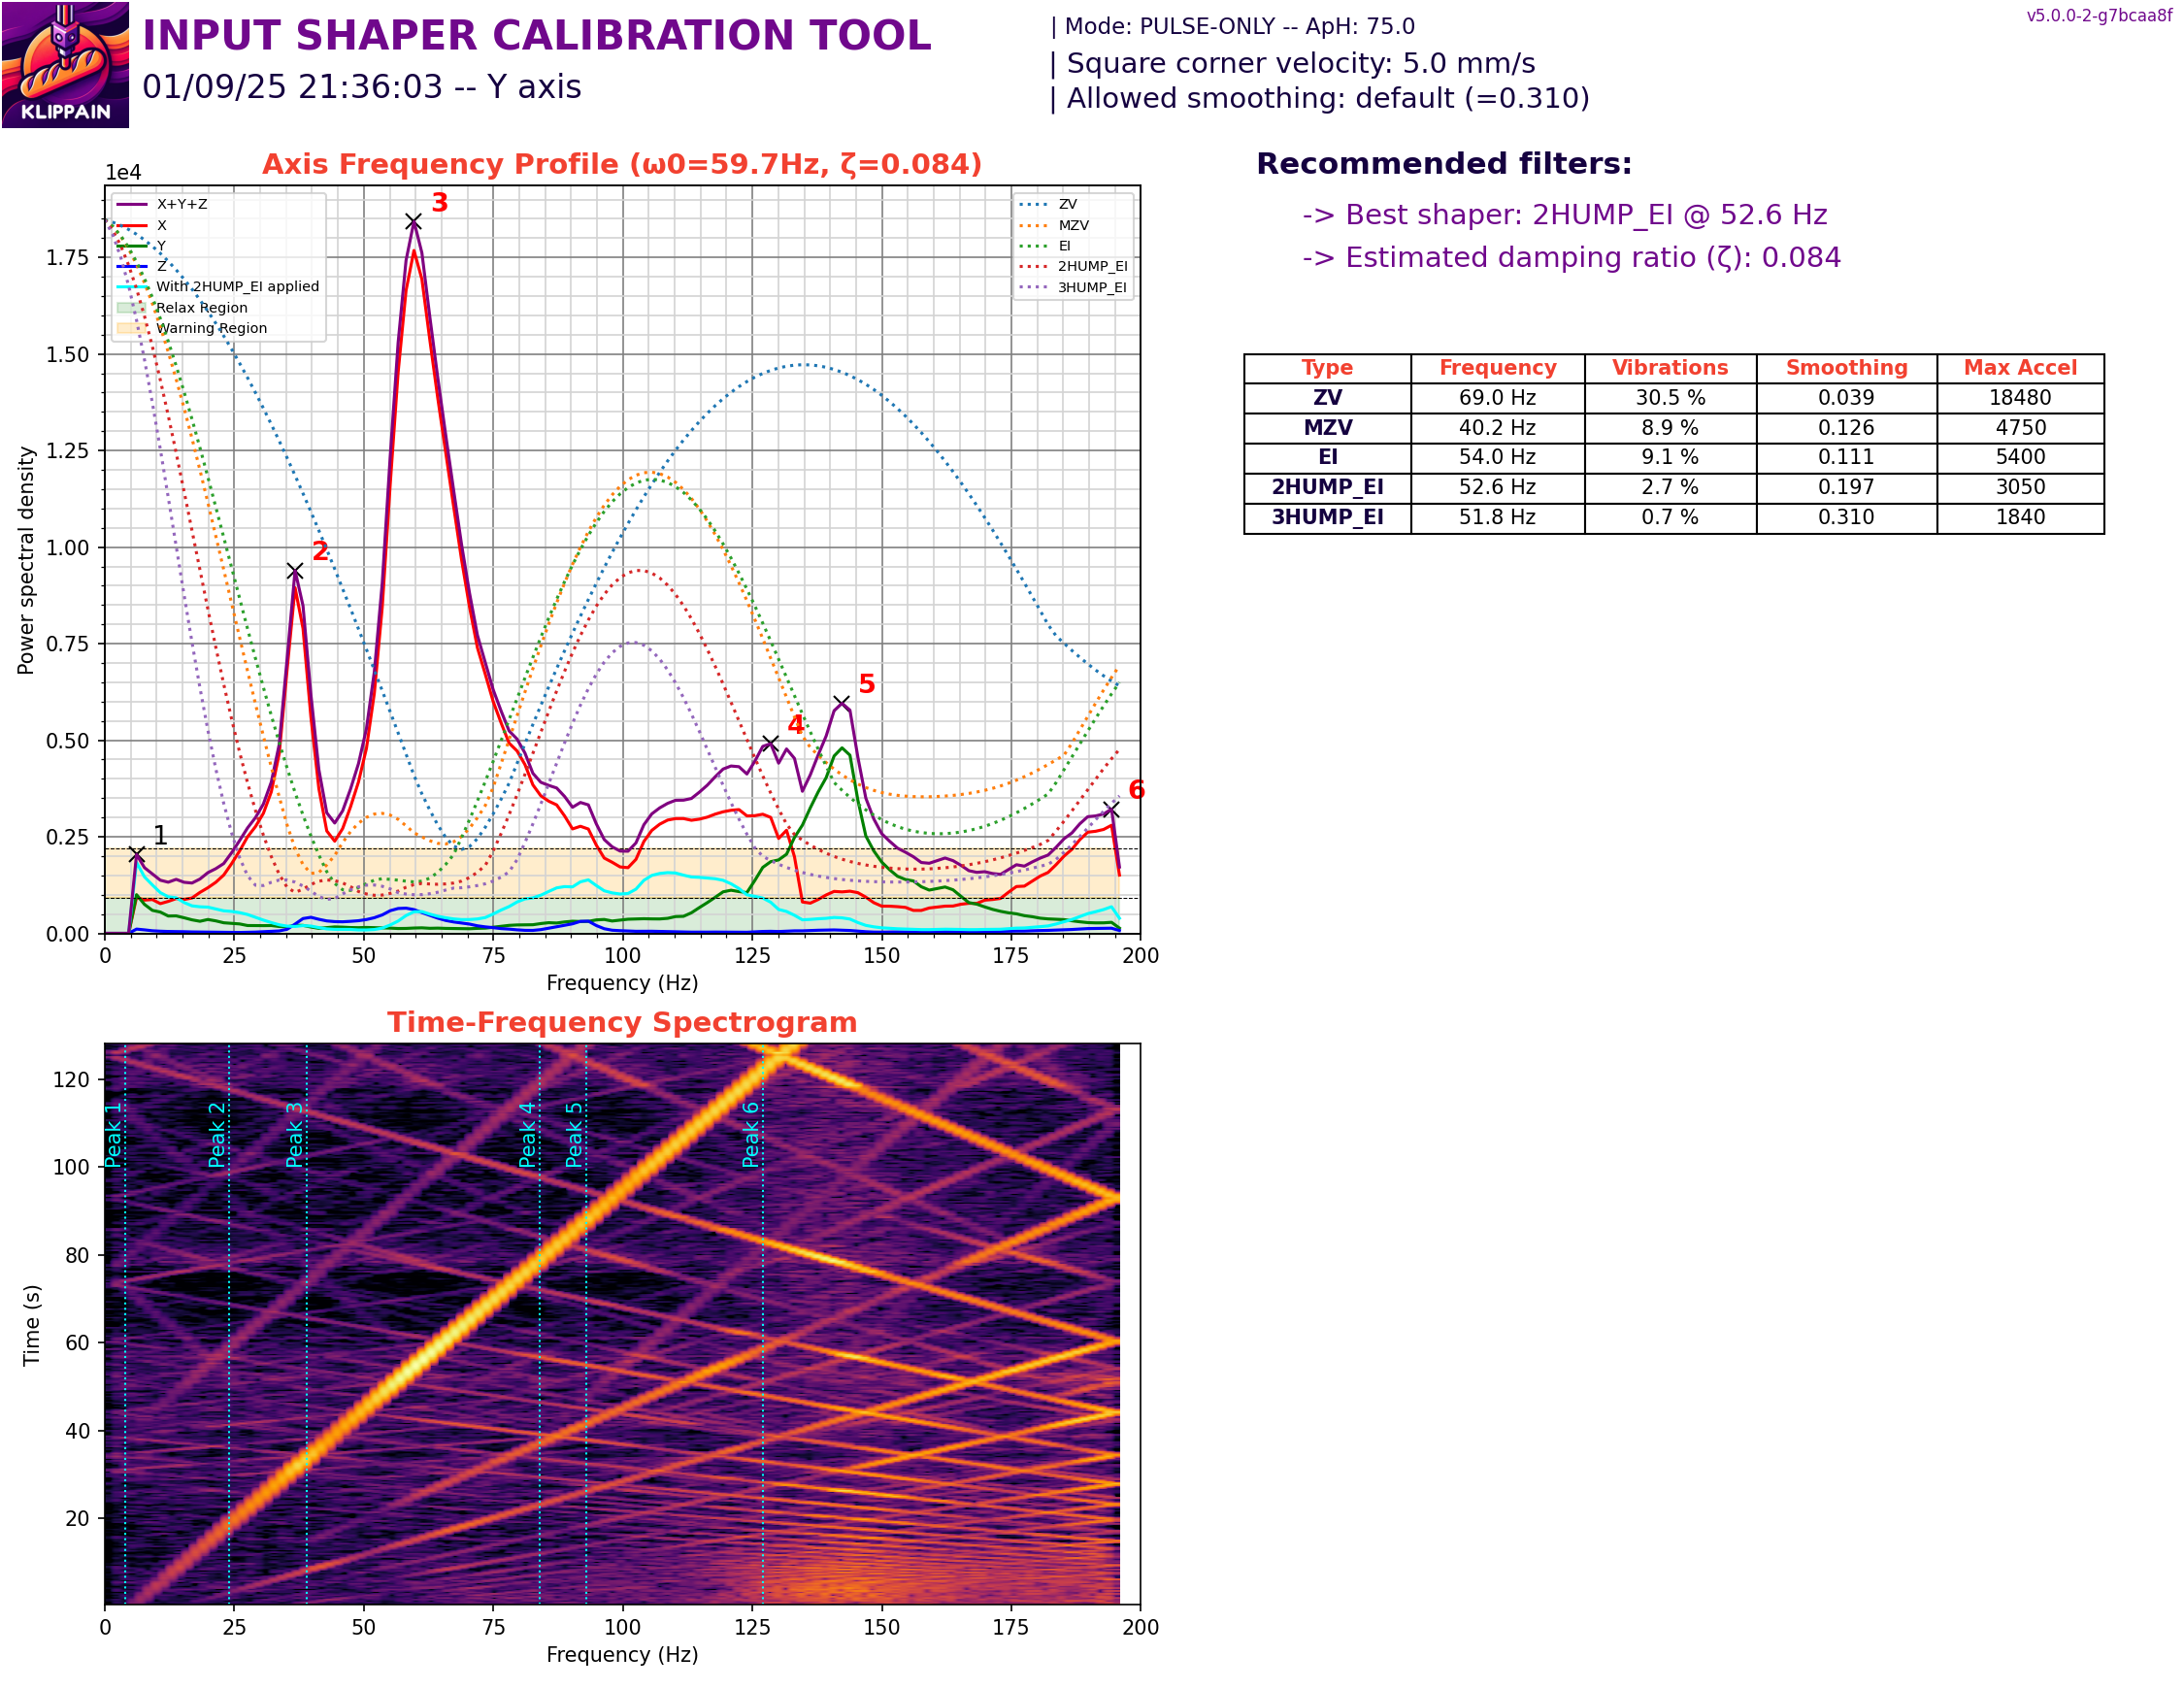 KLIPPAIN
INPUT SHAPER CALIBRATION TOOL
01/09/25 21:36:03 -- Y axis
| Mode: PULSE-ONLY -- ApH: 75.0
| Square corner velocity: 5.0 mm/s
| Allowed smoothing: default (=0.310)
v5.0.0-2-g7bcaa8f
Axis Frequency Profile (ω0=59.7Hz, ζ=0.084)
1e4
X+Y+Z
X
Y
Z
With 2HUMP_EI applied
Relax Region
Warning Region
ZV
MZV
EI
2HUMP_EI
3HUMP_EI
1
2
3
4
5
6
1.75
1.50
1.25
1.00
0.75
0.50
0.25
0.00
Power spectral density
0 25 50 75 100 125 150 175 200
Frequency (Hz)
Recommended filters:
-> Best shaper: 2HUMP_EI @ 52.6 Hz
-> Estimated damping ratio (ζ): 0.084
Type Frequency Vibrations Smoothing Max Accel
ZV 69.0 Hz 30.5 % 0.039 18480
MZV 40.2 Hz 8.9 % 0.126 4750
EI 54.0 Hz 9.1 % 0.111 5400
2HUMP_EI 52.6 Hz 2.7 % 0.197 3050
3HUMP_EI 51.8 Hz 0.7 % 0.310 1840
Time-Frequency Spectrogram
Peak 1
Peak 2
Peak 3
Peak 4
Peak 5
Peak 6
120
100
80
60
40
20
Time (s)
0 25 50 75 100 125 150 175 200
Frequency (Hz)